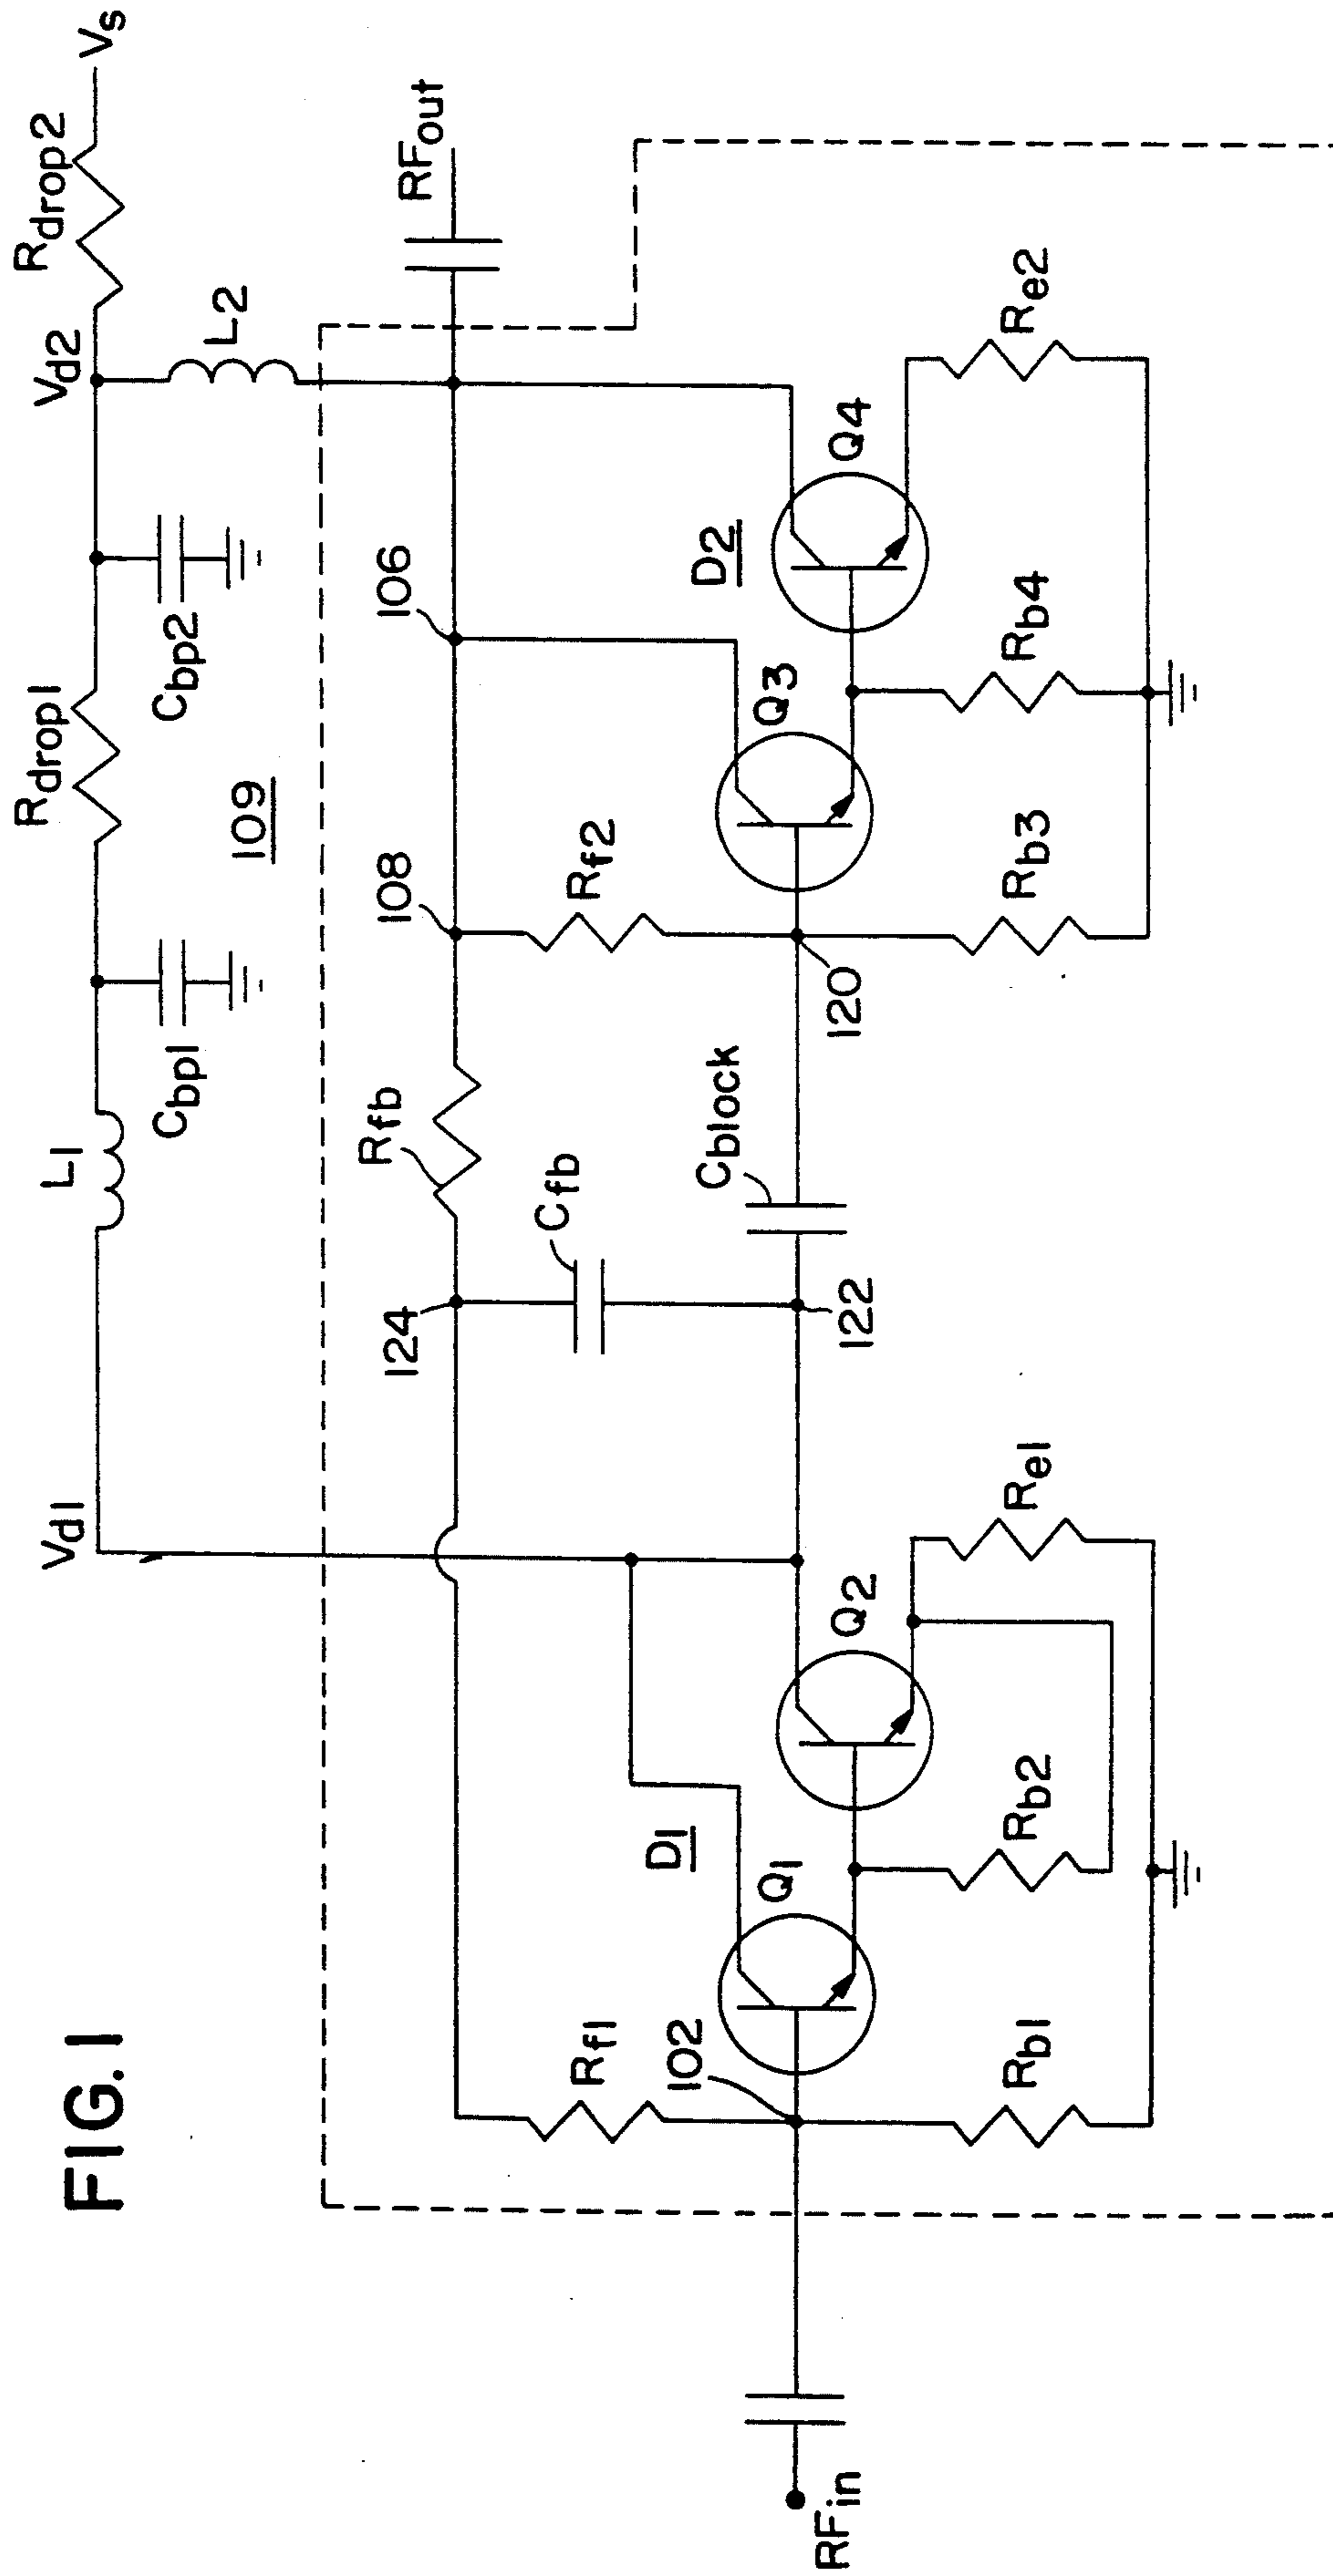 FIG.1
Vd1
L1
Cbp1
Rdrop1
109
Cbp2
Vd2
L2
Rdrop2
Vs
RFout
Rf1
124
Rfb
Cfb
108
Rf2
106
RFin
102
Q1
D1
Q2
122
Cblock
120
Q3
D2
Q4
Rb1
Rb2
Re1
Rb3
Rb4
Re2